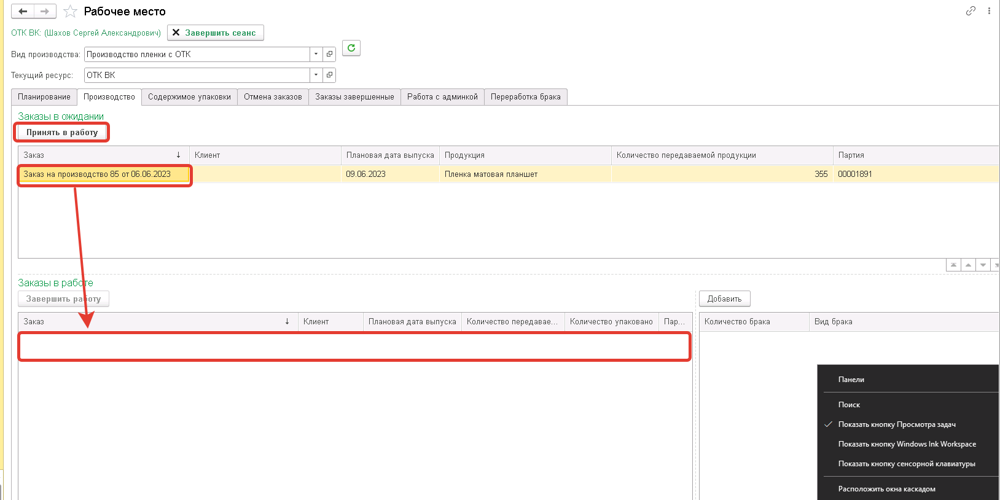 Рабочее место
ОТК ВК: (Шахов Сергей Александрович) Завершить сеанс
Вид производства: Производство пленки с ОТК
Текущий ресурс: ОТК ВК
Планирование Производство Содержимое упаковки Отмена заказов Заказы завершенные Работа с админкой Переработка брака
Заказы в ожидании
Принять в работу
Заказ ↓ Клиент Плановая дата выпуска Продукция Количество передаваемой продукции Партия
Заказ на производство 85 от 06.06.2023 09.06.2023 Пленка матовая планшет 355 00001891
Заказы в работе
Завершить работу Добавить
Заказ ↓ Клиент Плановая дата выпуска Количество передавае... Количество упаковано Пар... Количество брака Вид брака
Панели
Поиск
Показать кнопку Просмотра задач
Показать кнопку Windows Ink Workspace
Показать кнопку сенсорной клавиатуры
Расположить окна каскадом